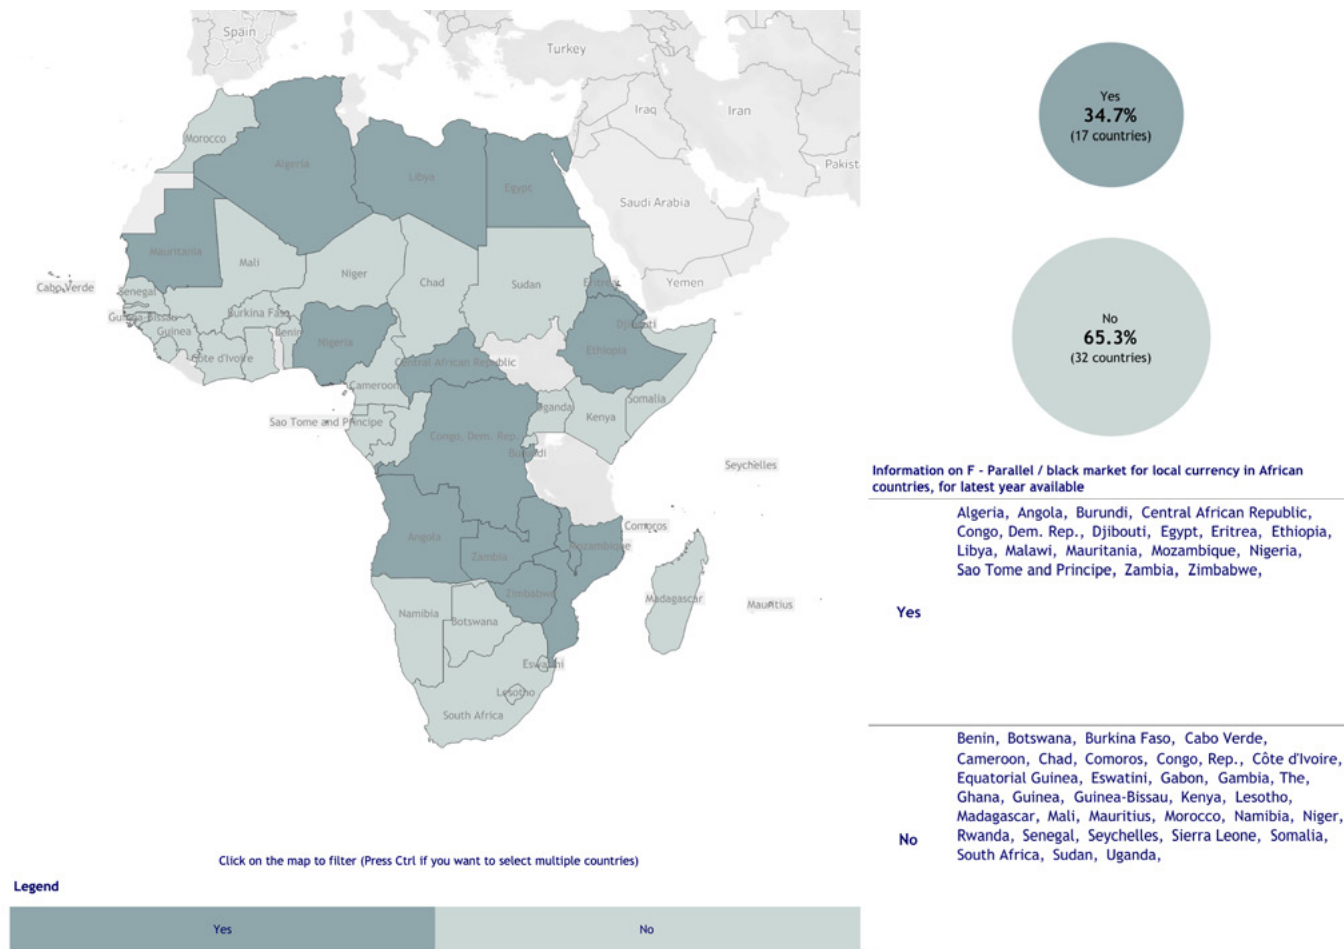 Spain
Turkey
Iraq
Iran
Pakist
Morocco
Algeria
Libya
Egypt
Saudi Arabia
Mauritania
Mali
Niger
Chad
Sudan
Eritrea
Yemen
Cabo Verde
Senegal
Guinea-Bissau
Guinea
Burkina Faso
Benin
Côte d'Ivoire
Nigeria
Djibouti
Ethiopia
Central African Republic
Cameroon
Sao Tome and Principe
Uganda
Kenya
Somalia
Congo, Dem. Rep.
Burundi
Seychelles
Angola
Zambia
Comoros
Mozambique
Zimbabwe
Madagascar
Mauritius
Namibia
Botswana
Eswatini
Lesotho
South Africa
Yes
34.7%
(17 countries)
No
65.3%
(32 countries)
Information on F - Parallel / black market for local currency in African
countries, for latest year available
Algeria, Angola, Burundi, Central African Republic,
Congo, Dem. Rep., Djibouti, Egypt, Eritrea, Ethiopia,
Libya, Malawi, Mauritania, Mozambique, Nigeria,
Sao Tome and Principe, Zambia, Zimbabwe,
Yes
Benin, Botswana, Burkina Faso, Cabo Verde,
Cameroon, Chad, Comoros, Congo, Rep., Côte d'Ivoire,
Equatorial Guinea, Eswatini, Gabon, Gambia, The,
Ghana, Guinea, Guinea-Bissau, Kenya, Lesotho,
Madagascar, Mali, Mauritius, Morocco, Namibia, Niger,
Rwanda, Senegal, Seychelles, Sierra Leone, Somalia,
South Africa, Sudan, Uganda,
No
Click on the map to filter (Press Ctrl if you want to select multiple countries)
Legend
Yes
No